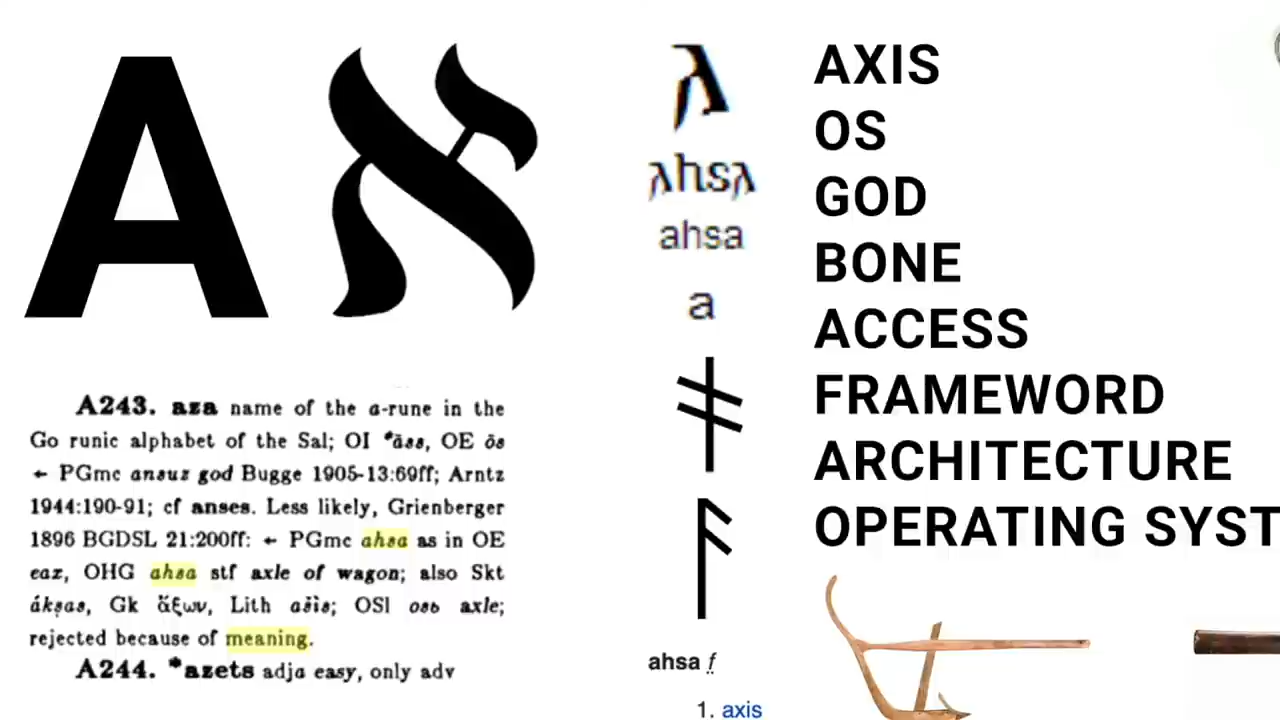 A א
A243. aza name of the a-rune in the
Go runic alphabet of the Sal; OI *āss, OE ōs
← PGmc ansuz god Bugge 1905-13:69ff; Arntz
1944:190-91; cf anses. Less likely, Grienberger
1896 BGDSL 21:200ff: ← PGmc ahsa as in OE
eax, OHG ahsa stf axle of wagon; also Skt
ákṣas, Gk ἄξων, Lith ašìs; OSl osь axle;
rejected because of meaning.
A244. *azets adja easy, only adv
ahsa
a
ᚫ
ahsa f
1. axis
AXIS
OS
GOD
BONE
ACCESS
FRAMEWORD
ARCHITECTURE
OPERATING SYST